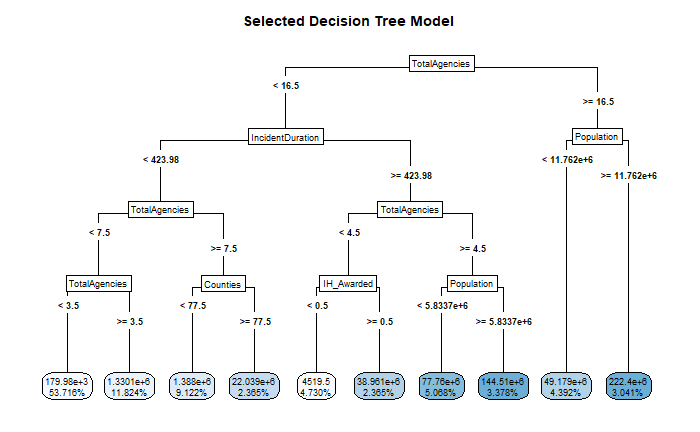 Selected Decision Tree Model
TotalAgencies
< 16.5
>= 16.5
IncidentDuration
Population
< 423.98
>= 423.98
< 11.762e+6
>= 11.762e+6
TotalAgencies
TotalAgencies
< 7.5
>= 7.5
< 4.5
>= 4.5
TotalAgencies
Counties
IH_Awarded
Population
< 3.5
>= 3.5
< 77.5
>= 77.5
< 0.5
>= 0.5
< 5.8337e+6
>= 5.8337e+6
179.98e+3
53.716%
1.3301e+6
11.824%
1.388e+6
9.122%
22.039e+6
2.365%
4519.5
4.730%
38.961e+6
2.365%
77.76e+6
5.068%
144.51e+6
3.378%
49.179e+6
4.392%
222.4e+6
3.041%